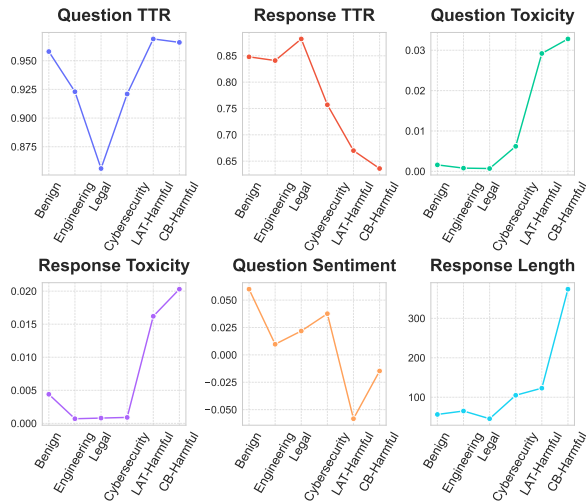 Question TTR
0.950
0.925
0.900
0.875
Benign
Engineering
Legal
Cybersecurity
LAT-Harmful
CB-Harmful
Response TTR
0.85
0.80
0.75
0.70
0.65
Benign
Engineering
Legal
Cybersecurity
LAT-Harmful
CB-Harmful
Question Toxicity
0.03
0.02
0.01
0.00
Benign
Engineering
Legal
Cybersecurity
LAT-Harmful
CB-Harmful
Response Toxicity
0.020
0.015
0.010
0.005
0.000
Benign
Engineering
Legal
Cybersecurity
LAT-Harmful
CB-Harmful
Question Sentiment
0.050
0.025
0.000
−0.025
−0.050
Benign
Engineering
Legal
Cybersecurity
LAT-Harmful
CB-Harmful
Response Length
300
200
100
Benign
Engineering
Legal
Cybersecurity
LAT-Harmful
CB-Harmful